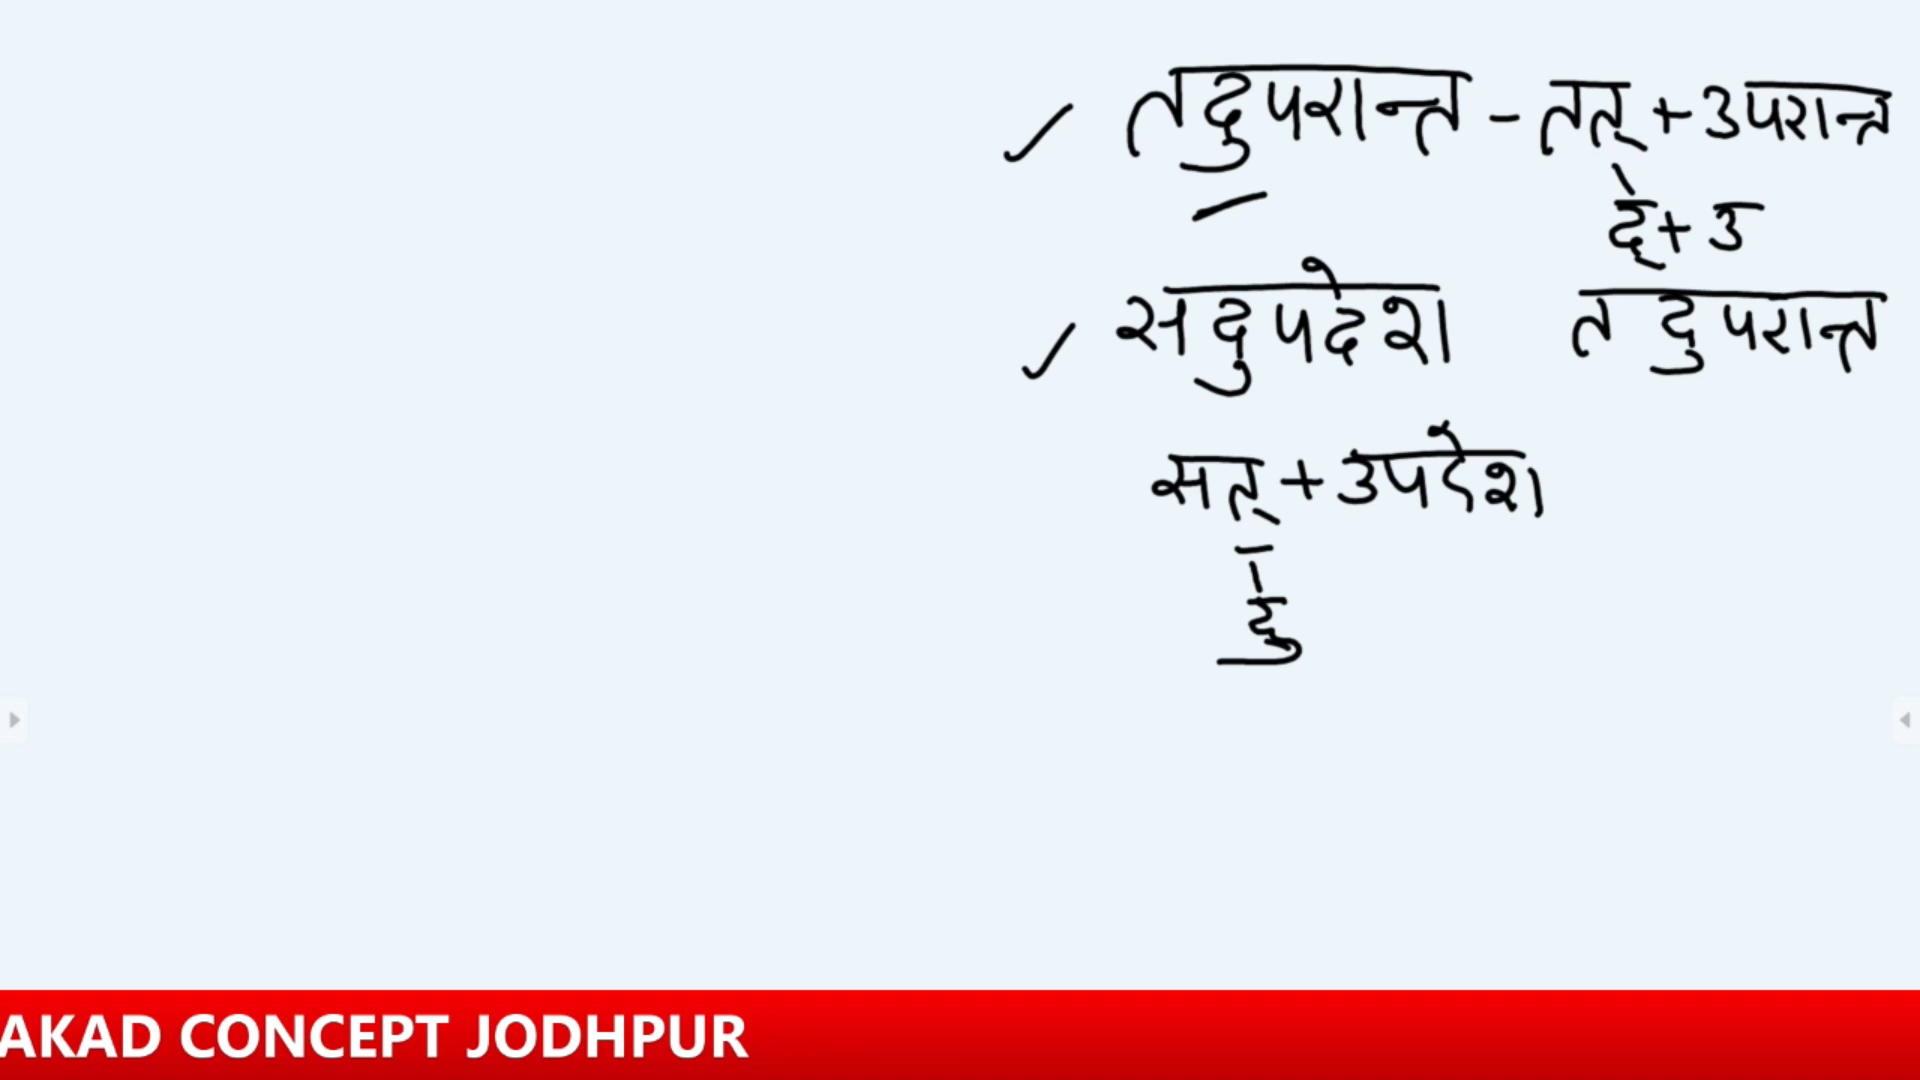 तदुपरान्त - तत् + उपरान्त
द् + उ
सदुपदेश तदुपरान्त
सत् + उपदेश
दु
AKAD CONCEPT JODHPUR